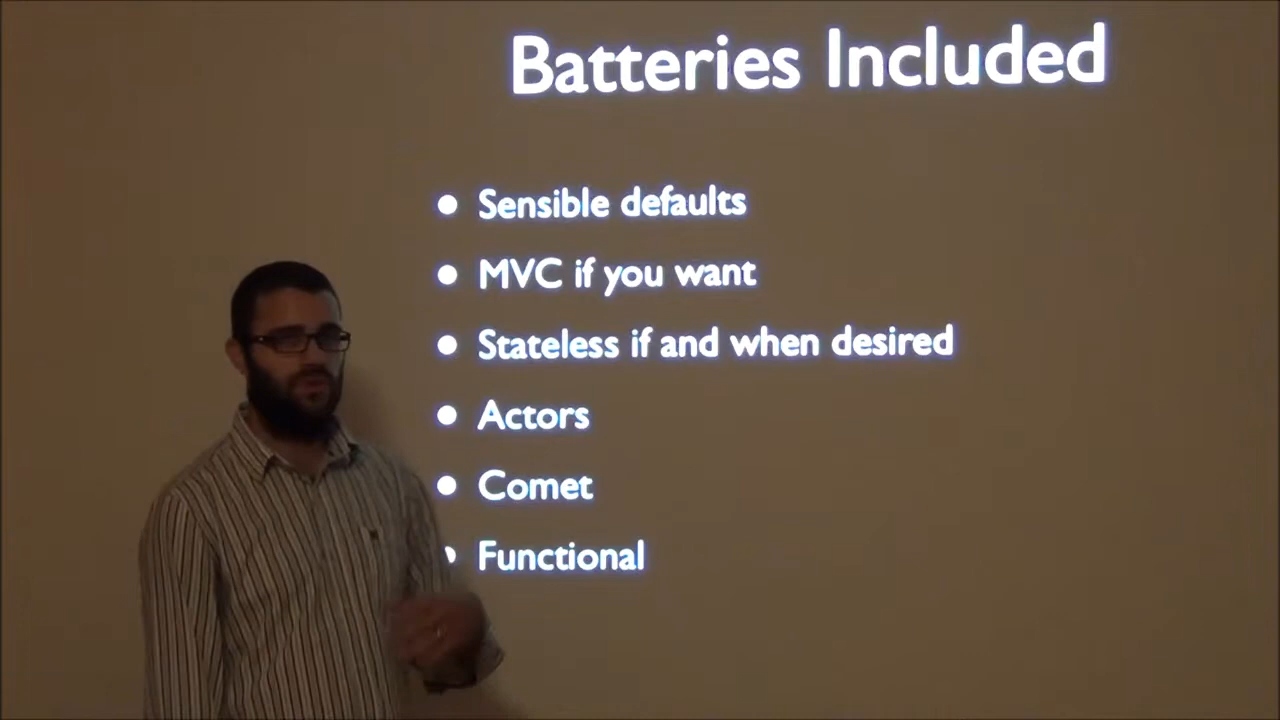 Batteries Included
Sensible defaults
MVC if you want
Stateless if and when desired
Actors
Comet
Functional